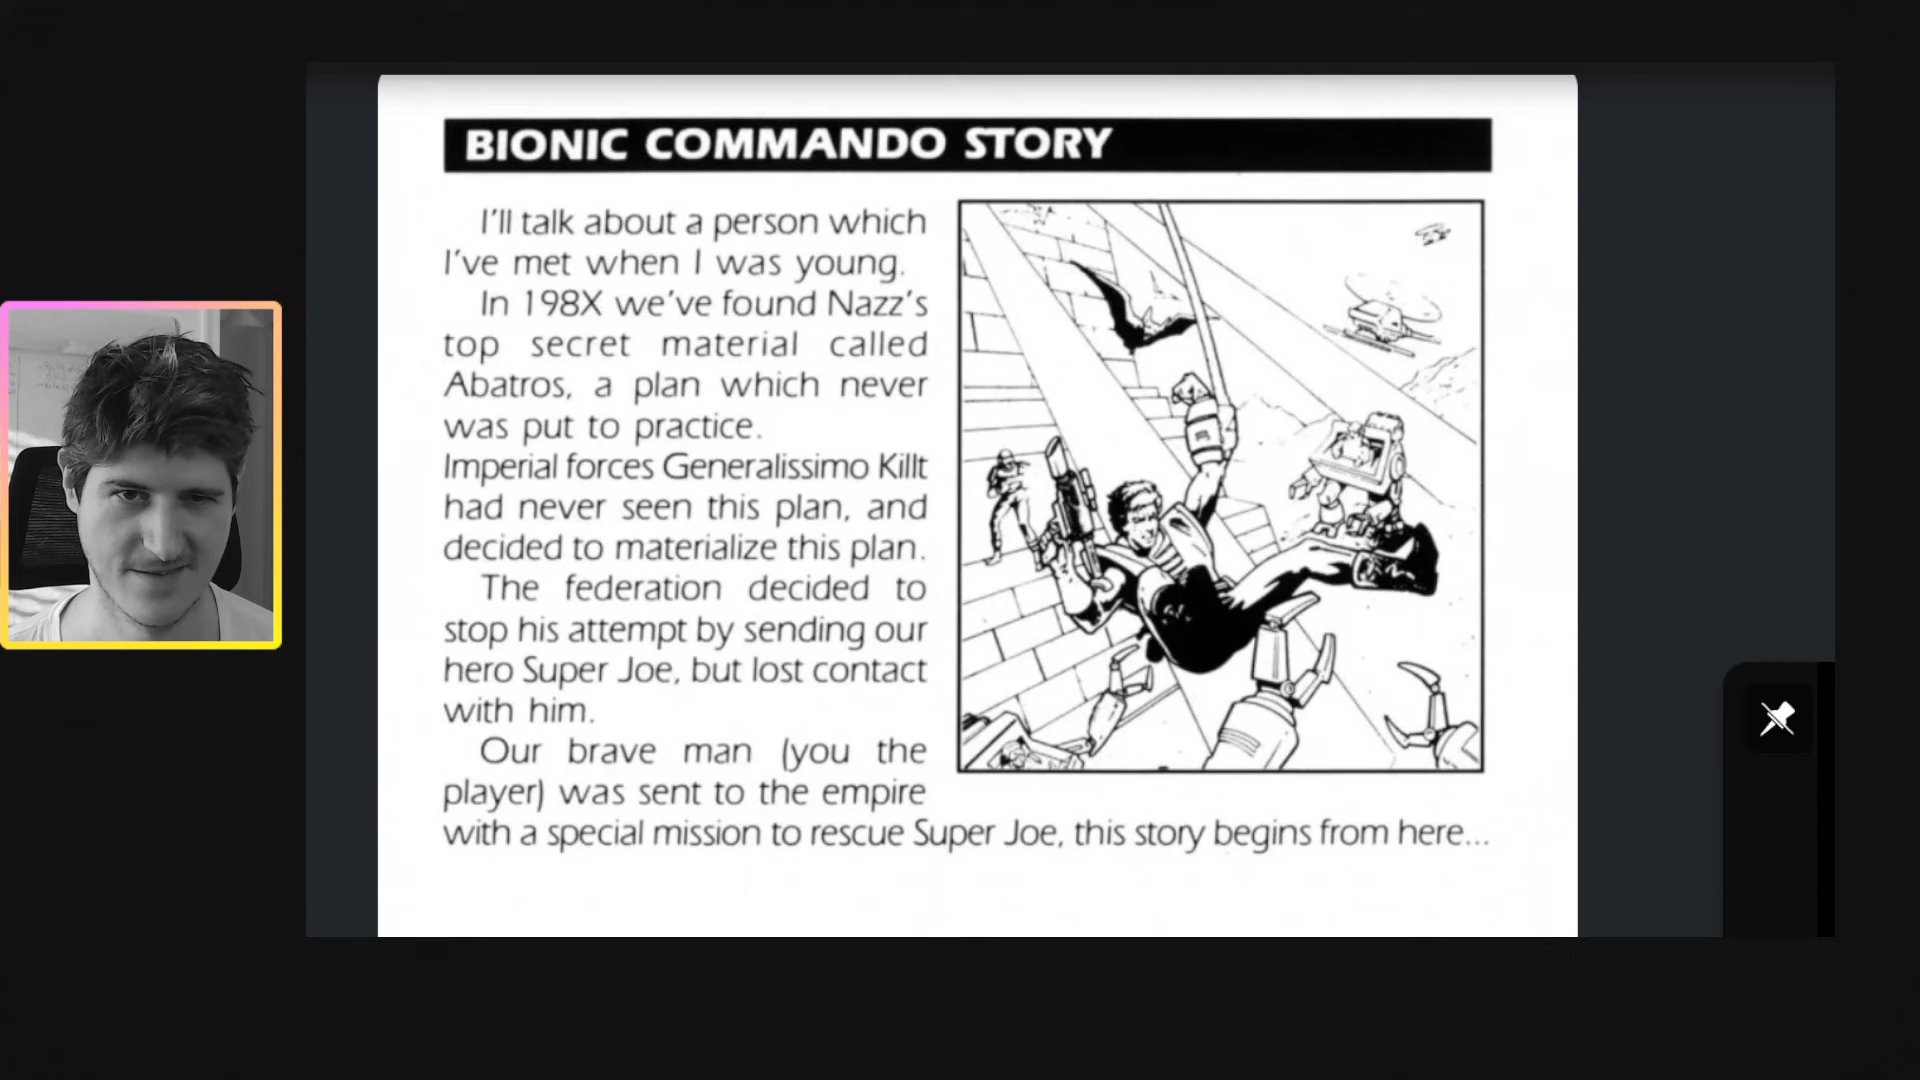 BIONIC COMMANDO STORY
I'll talk about a person which
I've met when I was young.
In 198X we've found Nazz's
top secret material called
Abatros, a plan which never
was put to practice.
Imperial forces Generalissimo Killt
had never seen this plan, and
decided to materialize this plan.
The federation decided to
stop his attempt by sending our
hero Super Joe, but lost contact
with him.
Our brave man (you the
player) was sent to the empire
with a special mission to rescue Super Joe, this story begins from here...